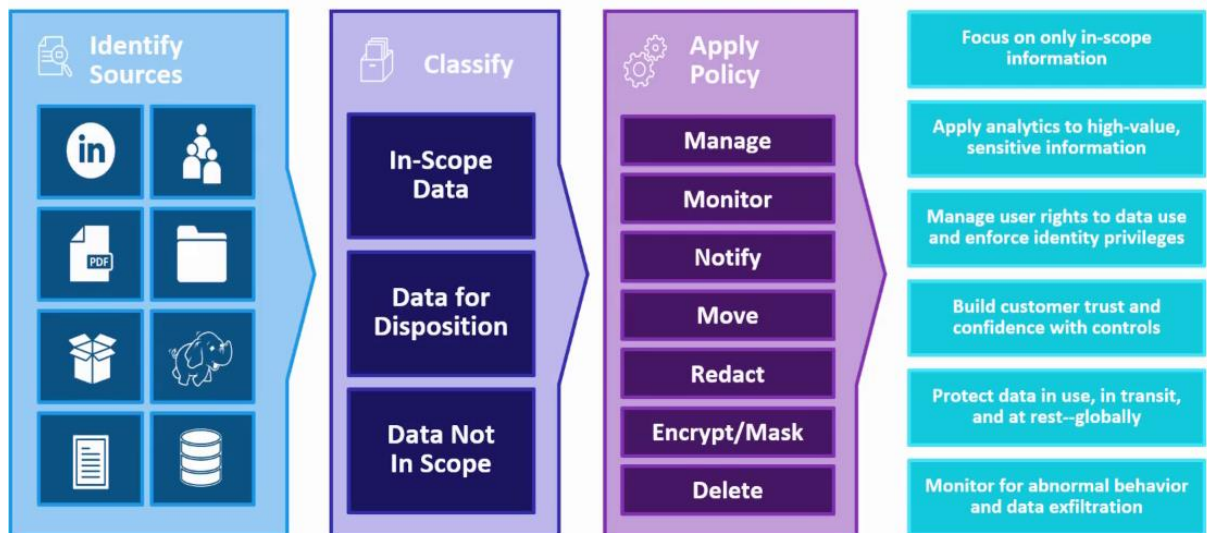 Identify
Sources
in
PDF
Classify
In-Scope
Data
Data for
Disposition
Data Not
In Scope
Apply
Policy
Manage
Monitor
Notify
Move
Redact
Encrypt/Mask
Delete
Focus on only in-scope
information
Apply analytics to high-value,
sensitive information
Manage user rights to data use
and enforce identity privileges
Build customer trust and
confidence with controls
Protect data in use, in transit,
and at rest--globally
Monitor for abnormal behavior
and data exfiltration